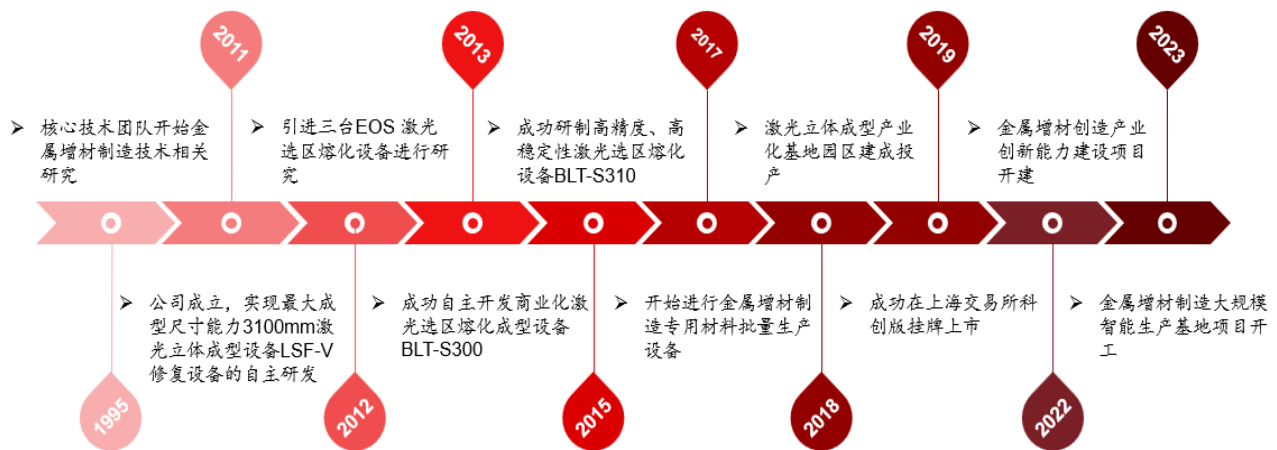 2011
2013
2017
2019
2023
➢ 核心技术团队开始金
属增材制造技术相关
研究
➢ 引进三台EOS 激光
选区熔化设备进行研
究
➢ 成功研制高精度、高
稳定性激光选区熔化
设备BLT-S310
➢ 激光立体成型产业
化基地园区建成投
产
➢ 金属增材创造产业
创新能力建设项目
开建
➢ 公司成立，实现最大成
型尺寸能力3100mm激
光立体成型设备LSF-V
修复设备的自主研发
➢ 成功自主开发商业化激
光选区熔化成型设备
BLT-S300
➢ 开始进行金属增材制
造专用材料批量生产
设备
➢ 成功在上海交易所科
创版挂牌上市
➢ 金属增材制造大规模
智能生产基地项目开
工
1995
2012
2015
2018
2022